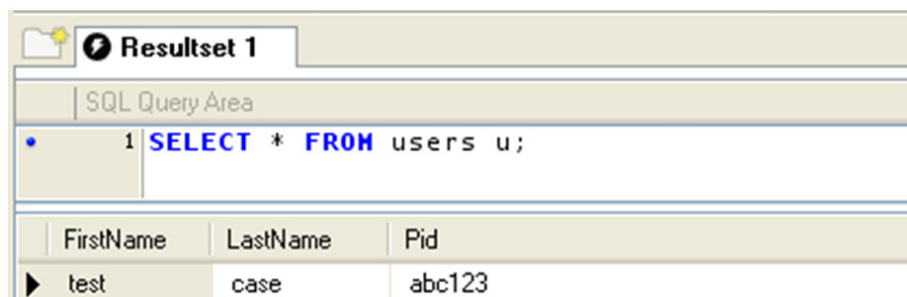 Resultset 1
SQL Query Area
1 SELECT * FROM users u;
FirstName LastName Pid
test case abc123